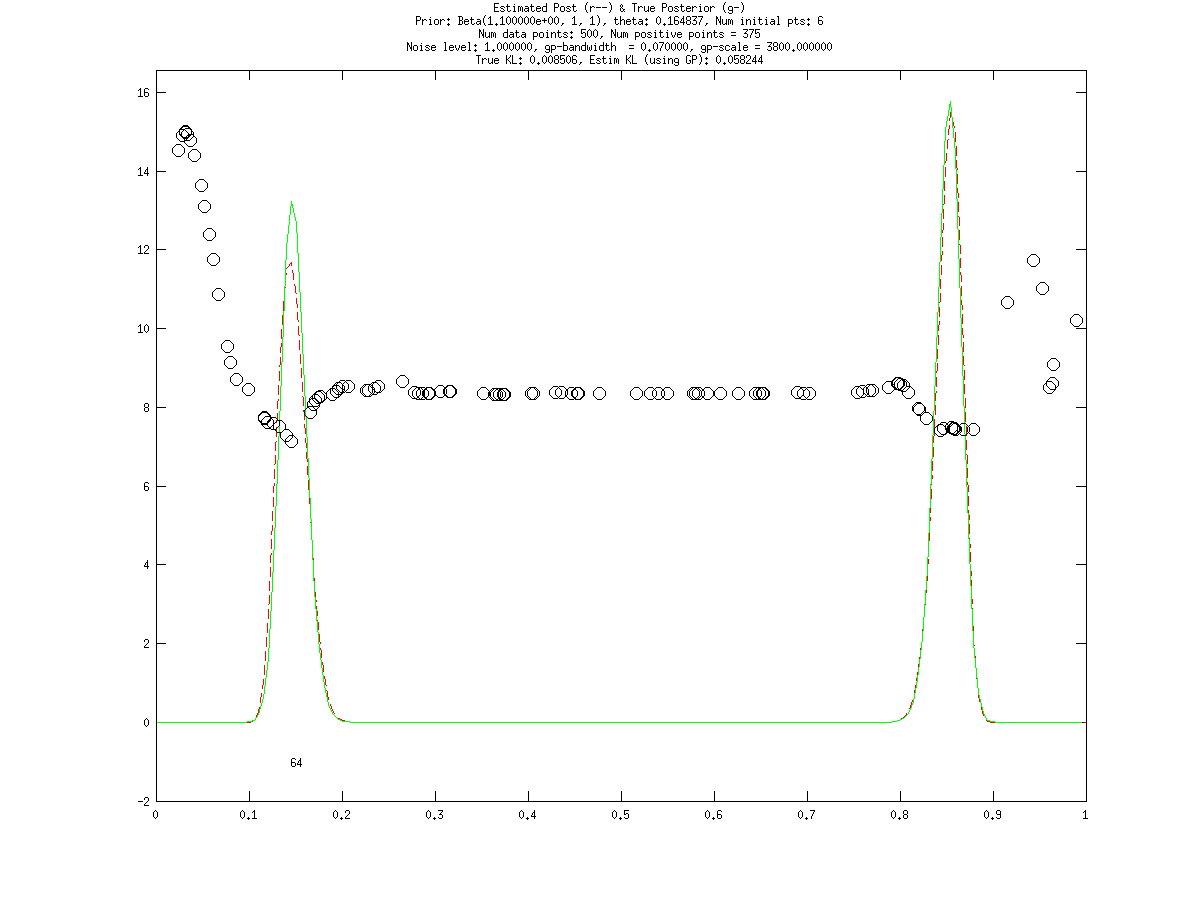 Estimated Post (r--) & True Posterior (g-)
Prior: Beta(1.100000e+00, 1, 1), theta: 0.164837, Num initial pts: 6
Num data points: 500, Num positive points = 375
Noise level: 1.000000, gp-bandwidth = 0.070000, gp-scale = 3800.000000
True KL: 0.008506, Estim KL (using GP): 0.058244
16
14
12
10
8
6
4
2
0
64
-2
0 0.1 0.2 0.3 0.4 0.5 0.6 0.7 0.8 0.9 1